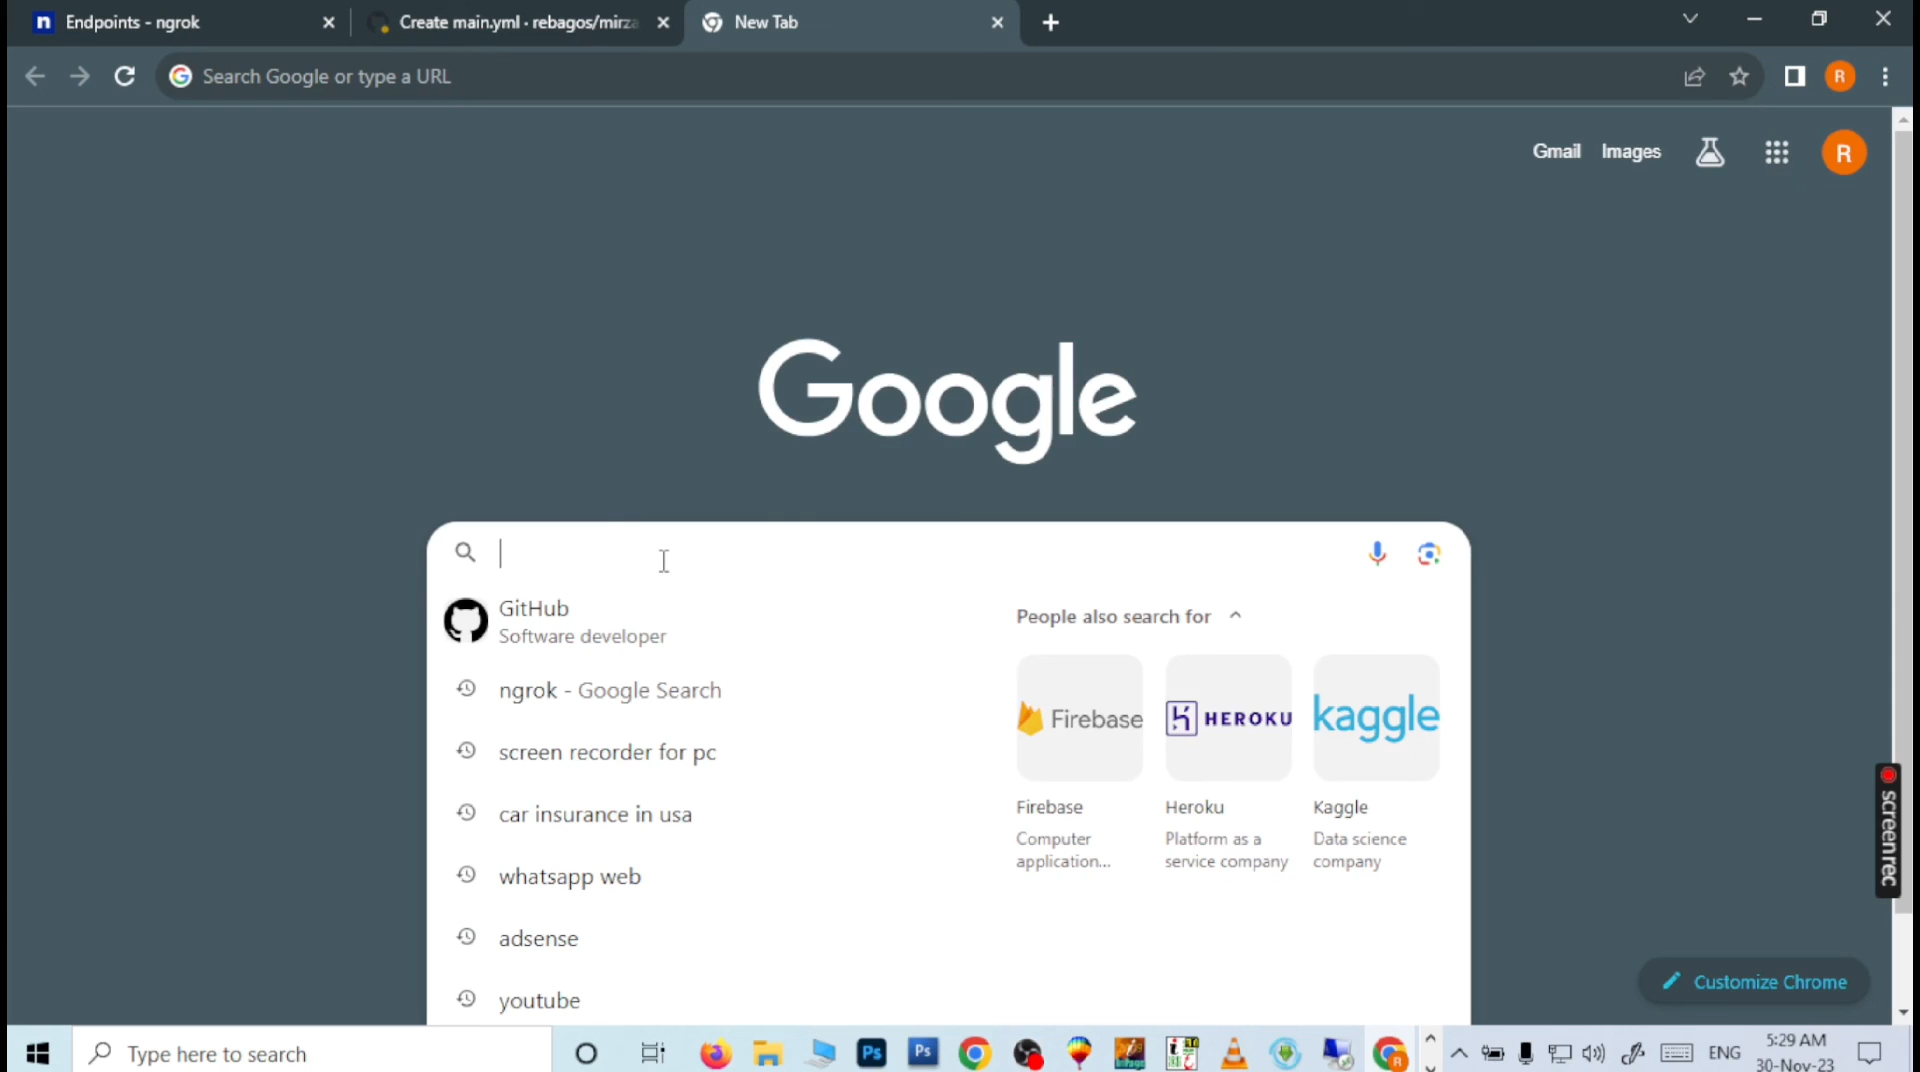 n Endpoints - ngrok
Create main.yml · rebagos/mirza
New Tab
Search Google or type a URL
R
Gmail Images R
Google
GitHub
Software developer
ngrok - Google Search
screen recorder for pc
car insurance in usa
whatsapp web
adsense
youtube
People also search for
Firebase HEROKU kaggle
Firebase Heroku Kaggle
Computer Platform as a Data science
application... service company company
screenrec
Customize Chrome
Type here to search
Ps Ps
R
ENG
5:29 AM
30-Nov-23